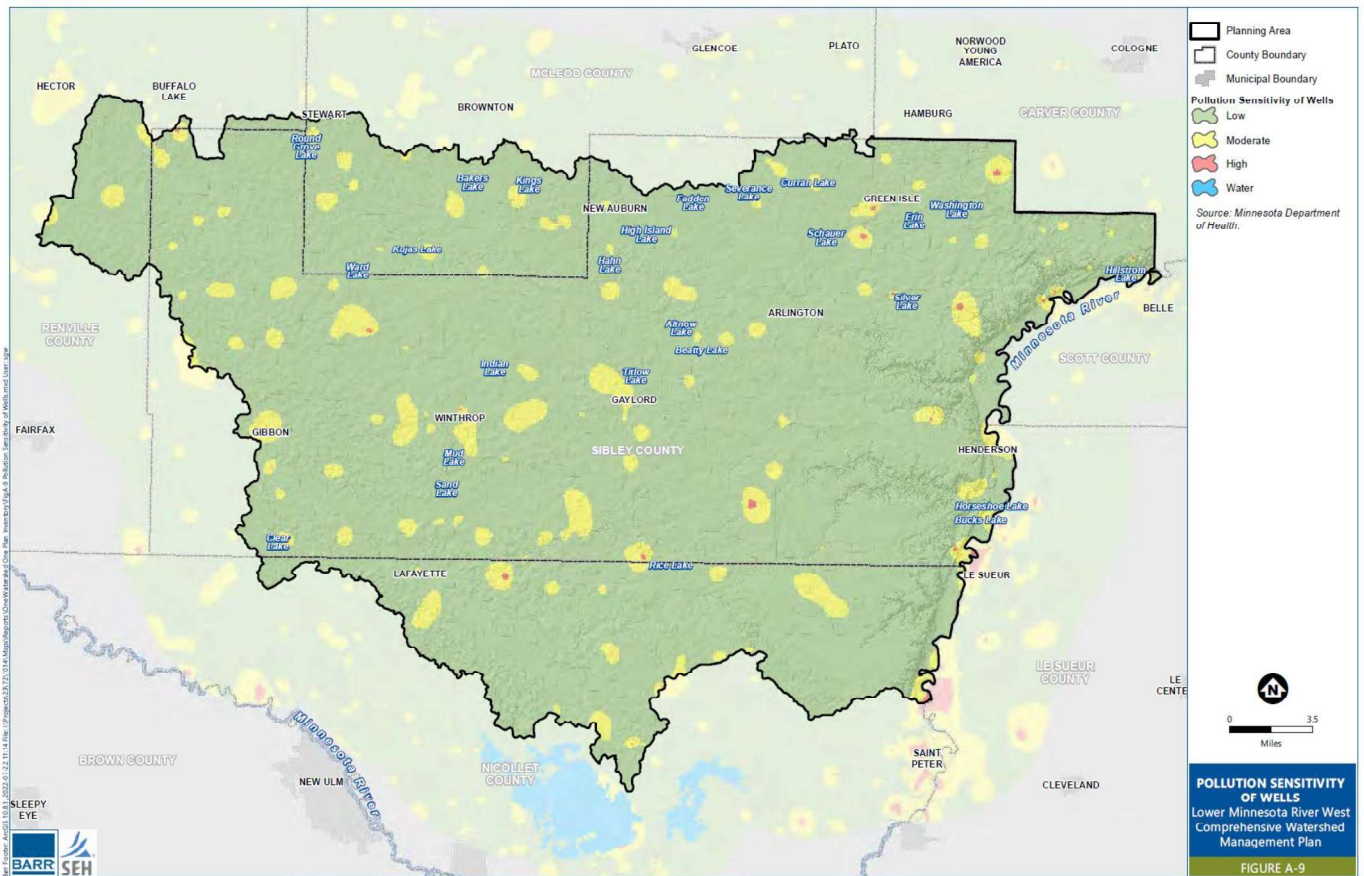 GLENCOE
PLATO
NORWOOD
YOUNG
AMERICA
COLOGNE
MCLEOD COUNTY
HECTOR
BUFFALO
LAKE
STEWART
BROWNTON
HAMBURG
CARVER COUNTY
Round
Grove
Lake
Bakers
Lake
Kings
Lake
NEW AUBURN
Fadden
Lake
Severance
Lake
Curran Lake
GREEN ISLE
Washington
Lake
Erin
Lake
High Island
Lake
Schauer
Lake
Kujas Lake
Hahn
Lake
Ward
Lake
Hillstrom
Lake
Silver
Lake
BELLE
Minnesota River
ARLINGTON
RENVILLE
COUNTY
Altnow
Lake
Beatty Lake
SCOTT COUNTY
Indian
Lake
Titlow
Lake
GAYLORD
WINTHROP
FAIRFAX
GIBBON
SIBLEY COUNTY
HENDERSON
Mud
Lake
Sand
Lake
Horseshoe Lake
Bucks Lake
Clear
Lake
Rice Lake
LAFAYETTE
LE SUEUR
LE SUEUR
COUNTY
LE
CENTE
Minnesota River
BROWN COUNTY
NEW ULM
NICOLLET
COUNTY
SAINT
PETER
CLEVELAND
SLEEPY
EYE
BARR
SEH
Planning Area
County Boundary
Municipal Boundary
Pollution Sensitivity of Wells
Low
Moderate
High
Water
Source: Minnesota Department
of Health.
N
0 3.5
Miles
POLLUTION SENSITIVITY
OF WELLS
Lower Minnesota River West
Comprehensive Watershed
Management Plan
FIGURE A-9